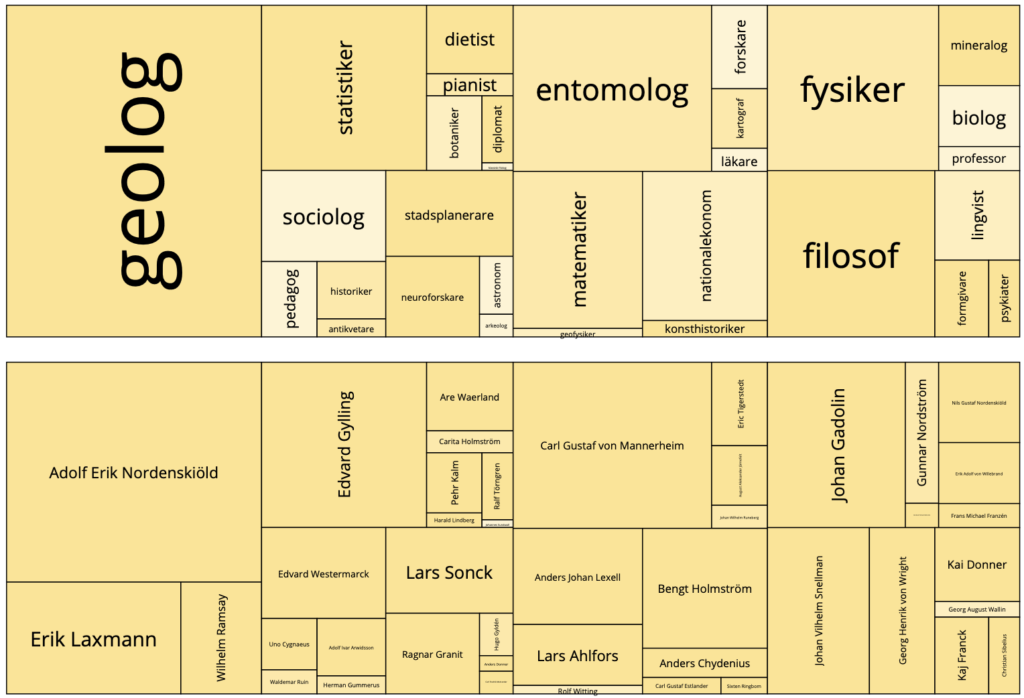 geolog
statistiker
dietist
pianist
botaniker
diplomat
entomolog
forskare
kartograf
läkare
fysiker
mineralog
biolog
professor
sociolog
stadsplanerare
pedagog
historiker
antikvetare
neuroforskare
astronom
arkeolog
matematiker
geofysiker
nationalekonom
konsthistoriker
filosof
lingvist
formgivare
psykiater
Adolf Erik Nordenskiöld
Erik Laxmann
Wilhelm Ramsay
Edvard Gylling
Are Waerland
Carita Holmström
Pehr Kalm
Ralf Törngren
Harald Lindberg
Carl Gustaf von Mannerheim
Eric Tigerstedt
Johan Wilhelm Runeberg
Johan Gadolin
Gunnar Nordström
Nils Gustaf Nordenskiöld
Erik Adolf von Willebrand
Frans Michael Franzén
Edvard Westermarck
Lars Sonck
Uno Cygnaeus
Adolf Ivar Arwidsson
Waldemar Ruin
Herman Gummerus
Ragnar Granit
Hugo Gyldén
Anders Donner
Anders Johan Lexell
Lars Ahlfors
Rolf Witting
Bengt Holmström
Anders Chydenius
Carl Gustaf Estlander
Sixten Ringbom
Johan Vilhelm Snellman
Georg Henrik von Wright
Kai Donner
Georg August Wallin
Kaj Franck
Christian Sibelius